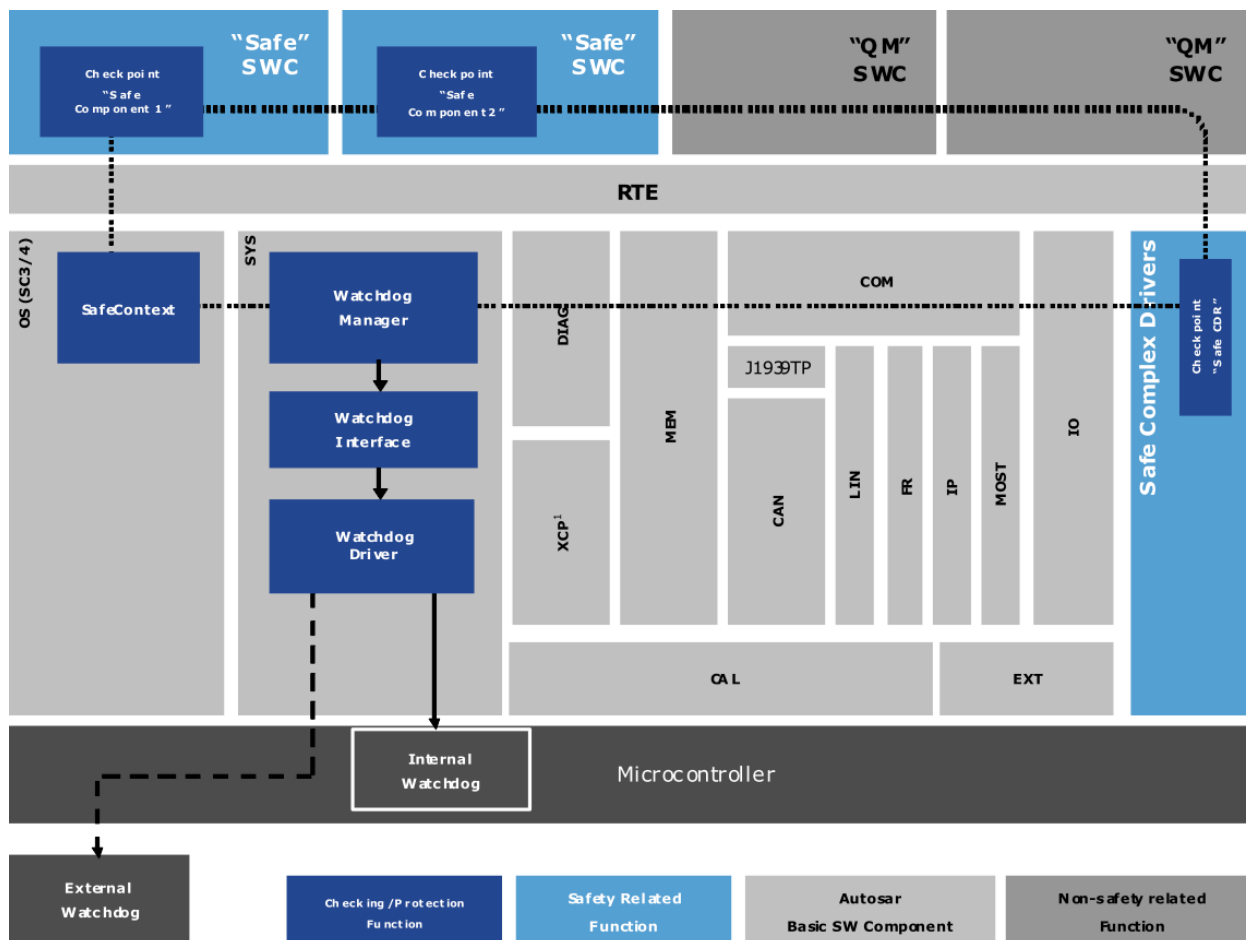 “Safe”
SWC
Check point
“Safe
Component 1”
“Safe”
SWC
Check point
“Safe
Component 2”
“QM”
SWC
“QM”
SWC
RTE
OS (SC3/4)
SafeContext
SYS
Watchdog
Manager
Watchdog
Interface
Watchdog
Driver
DIAG
XCP1
MEM
COM
J1939TP
CAN
LIN
FR
IP
MOST
IO
Safe Complex Drivers
Check point
“Safe CDR”
CAL
EXT
Internal
Watchdog
Microcontroller
External
Watchdog
Checking/Protection
Function
Safety Related
Function
Autosar
Basic SW Component
Non-safety related
Function